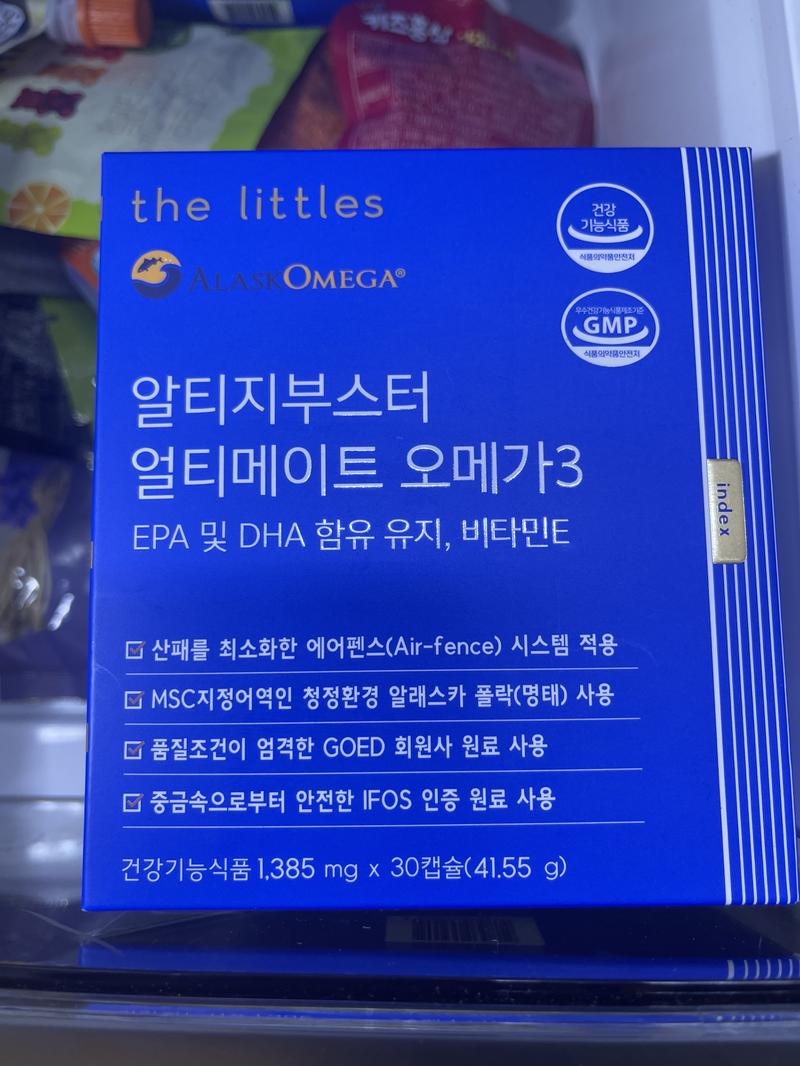 키즈홍삼
the littles
ALASKOMEGA®
건강
기능식품
식품의약품안전처
우수건강기능식품제조기준
GMP
식품의약품안전처
알티지부스터
얼티메이트 오메가3
EPA 및 DHA 함유 유지, 비타민E
index
산패를 최소화한 에어펜스(Air-fence) 시스템 적용
MSC지정어역인 청정환경 알래스카 폴락(명태) 사용
품질조건이 엄격한 GOED 회원사 원료 사용
중금속으로부터 안전한 IFOS 인증 원료 사용
건강기능식품 1,385 mg x 30캡슐(41.55 g)